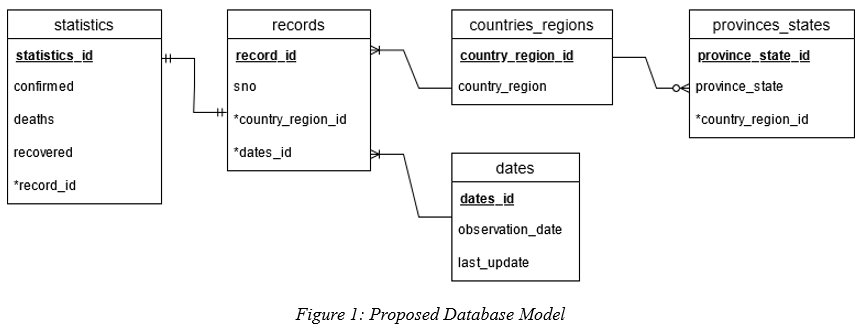 statistics
statistics_id
confirmed
deaths
recovered
*record_id
records
record_id
sno
*country_region_id
*dates_id
countries_regions
country_region_id
country_region
provinces_states
province_state_id
province_state
*country_region_id
dates
dates_id
observation_date
last_update
Figure 1: Proposed Database Model